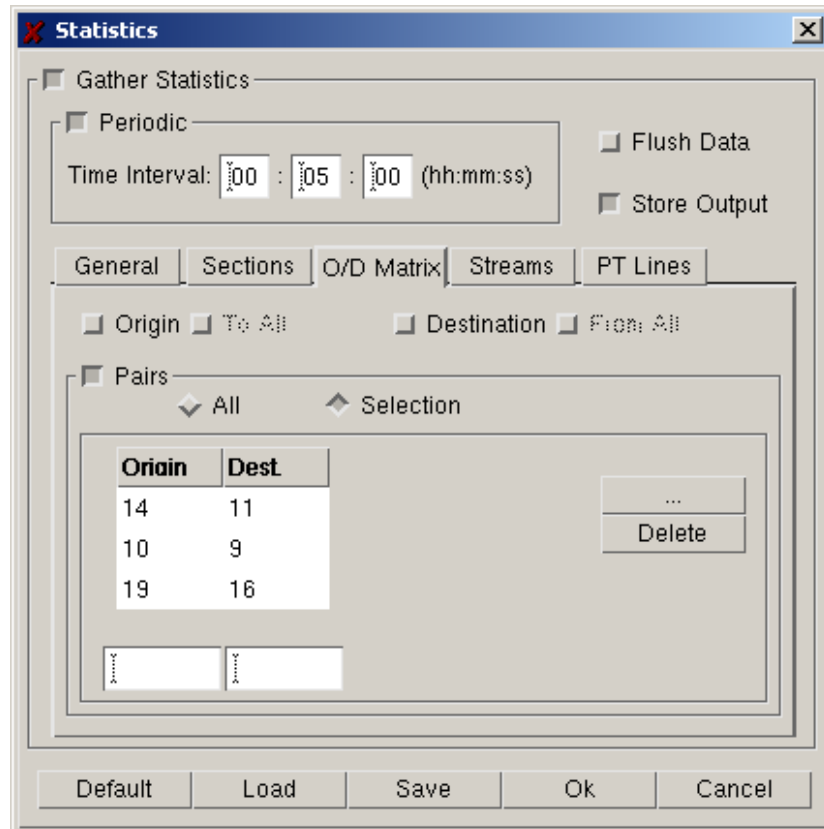 Statistics
Gather Statistics
Periodic
Time Interval: 00 : 05 : 00 (hh:mm:ss)
Flush Data
Store Output
General Sections O/D Matrix Streams PT Lines
Origin To All Destination From All
Pairs
All Selection
Origin Dest.
14 11
10 9
19 16
...
Delete
Default Load Save Ok Cancel